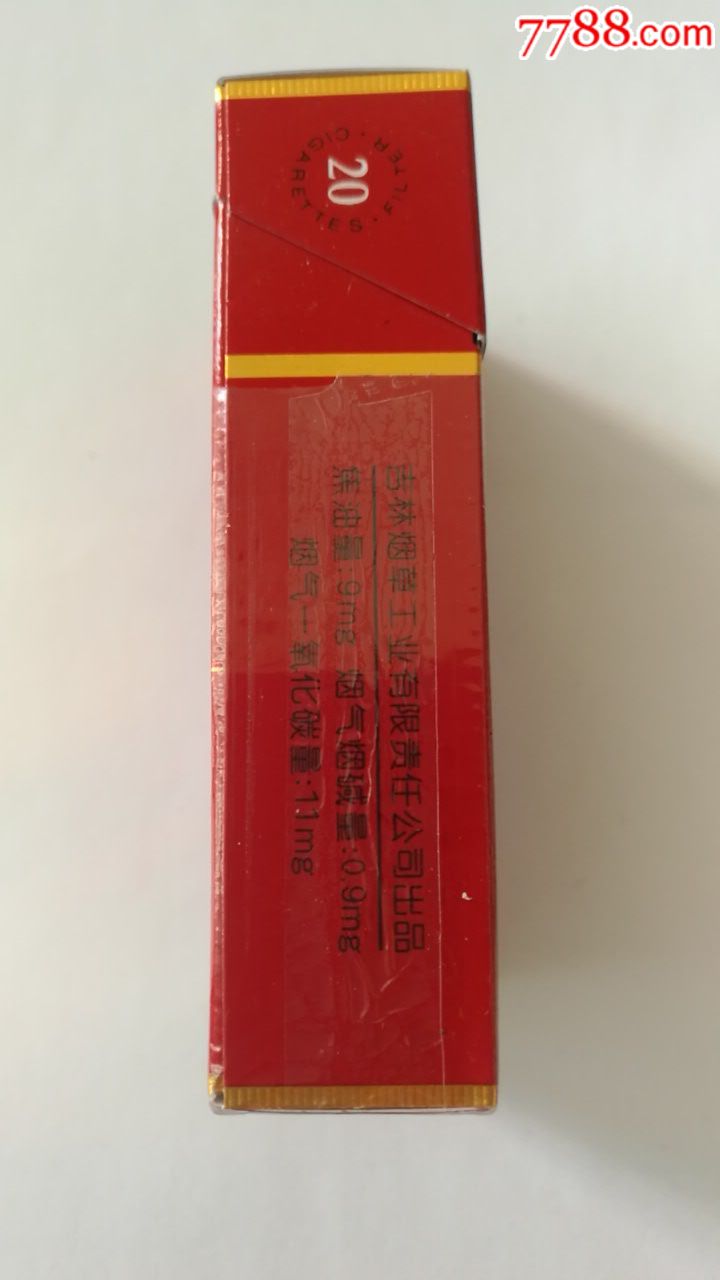 7788.com
20
FILTER · CIGARETTES ·
吉林烟草工业有限责任公司出品
焦油量:9mg 烟气烟碱量:0.9mg
烟气一氧化碳量:11mg